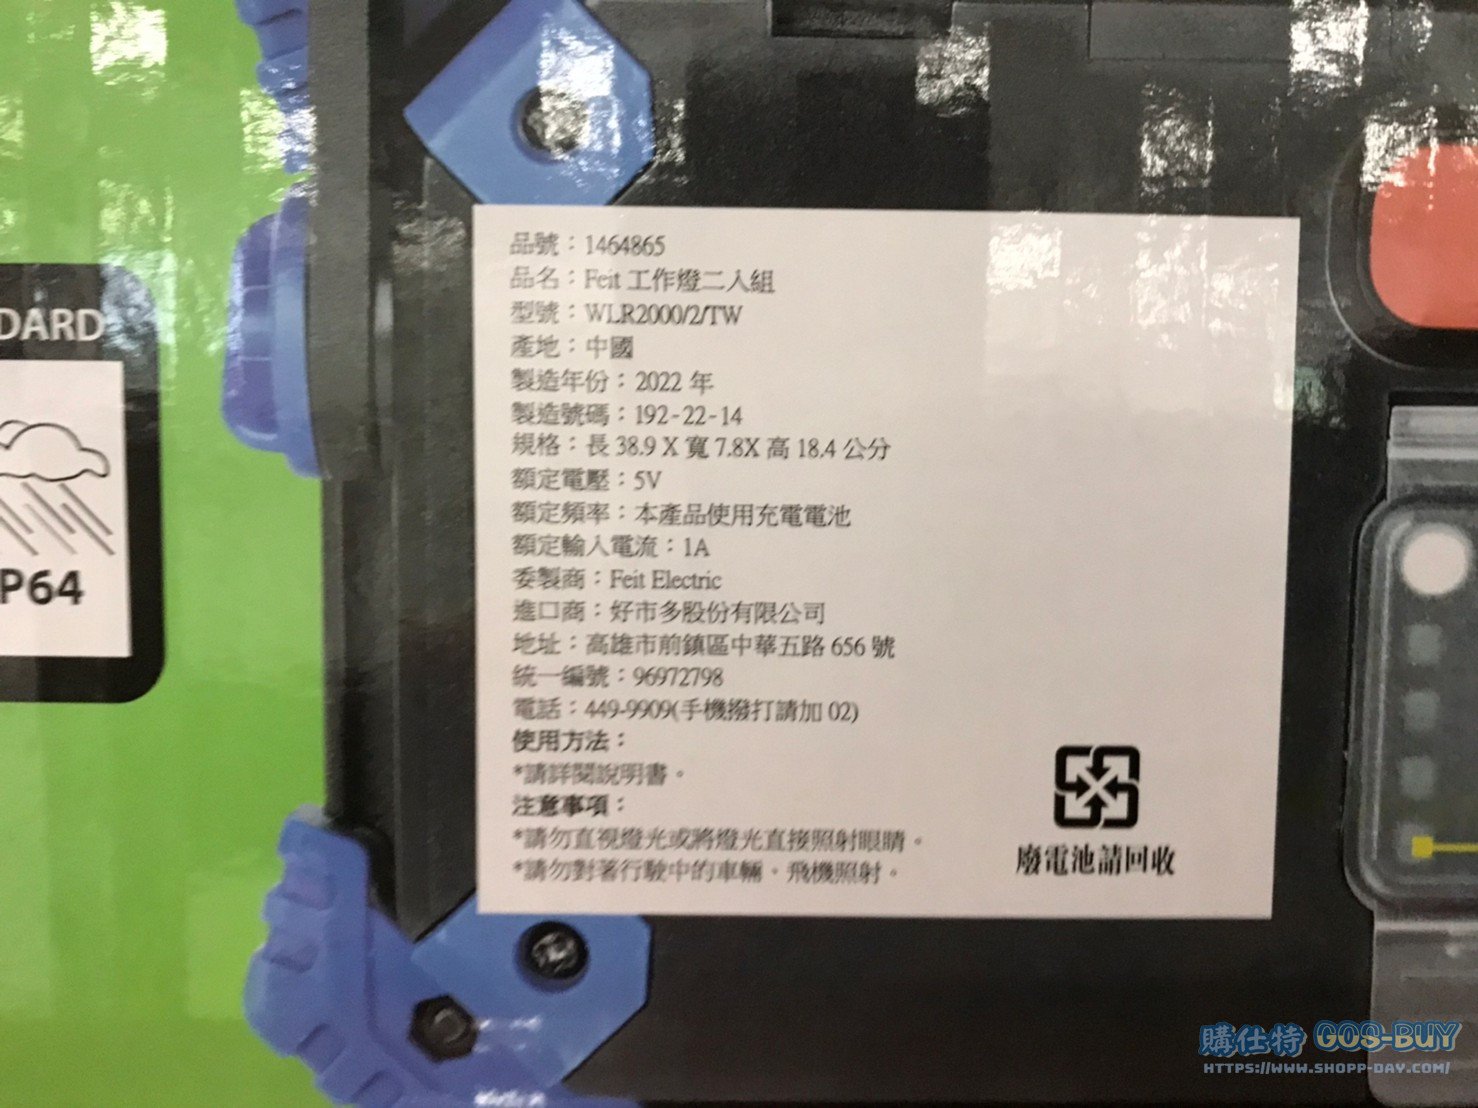 DARD
P64
品號：1464865
品名：Feit 工作燈二入組
型號：WLR2000/2/TW
產地：中國
製造年份：2022 年
製造號碼：192-22-14
規格：長 38.9 X 寬 7.8X 高 18.4 公分
額定電壓：5V
額定頻率：本產品使用充電電池
額定輸入電流：1A
委製商：Feit Electric
進口商：好市多股份有限公司
地址：高雄市前鎮區中華五路 656 號
統一編號：96972798
電話：449-9909(手機撥打請加 02)
使用方法：
*請詳閱說明書。
注意事項：
*請勿直視燈光或將燈光直接照射眼睛。
*請勿對著行駛中的車輛，飛機照射。
廢電池請回收
購仕特 GOS-BUY
HTTPS://WWW.SHOPP-DAY.COM/